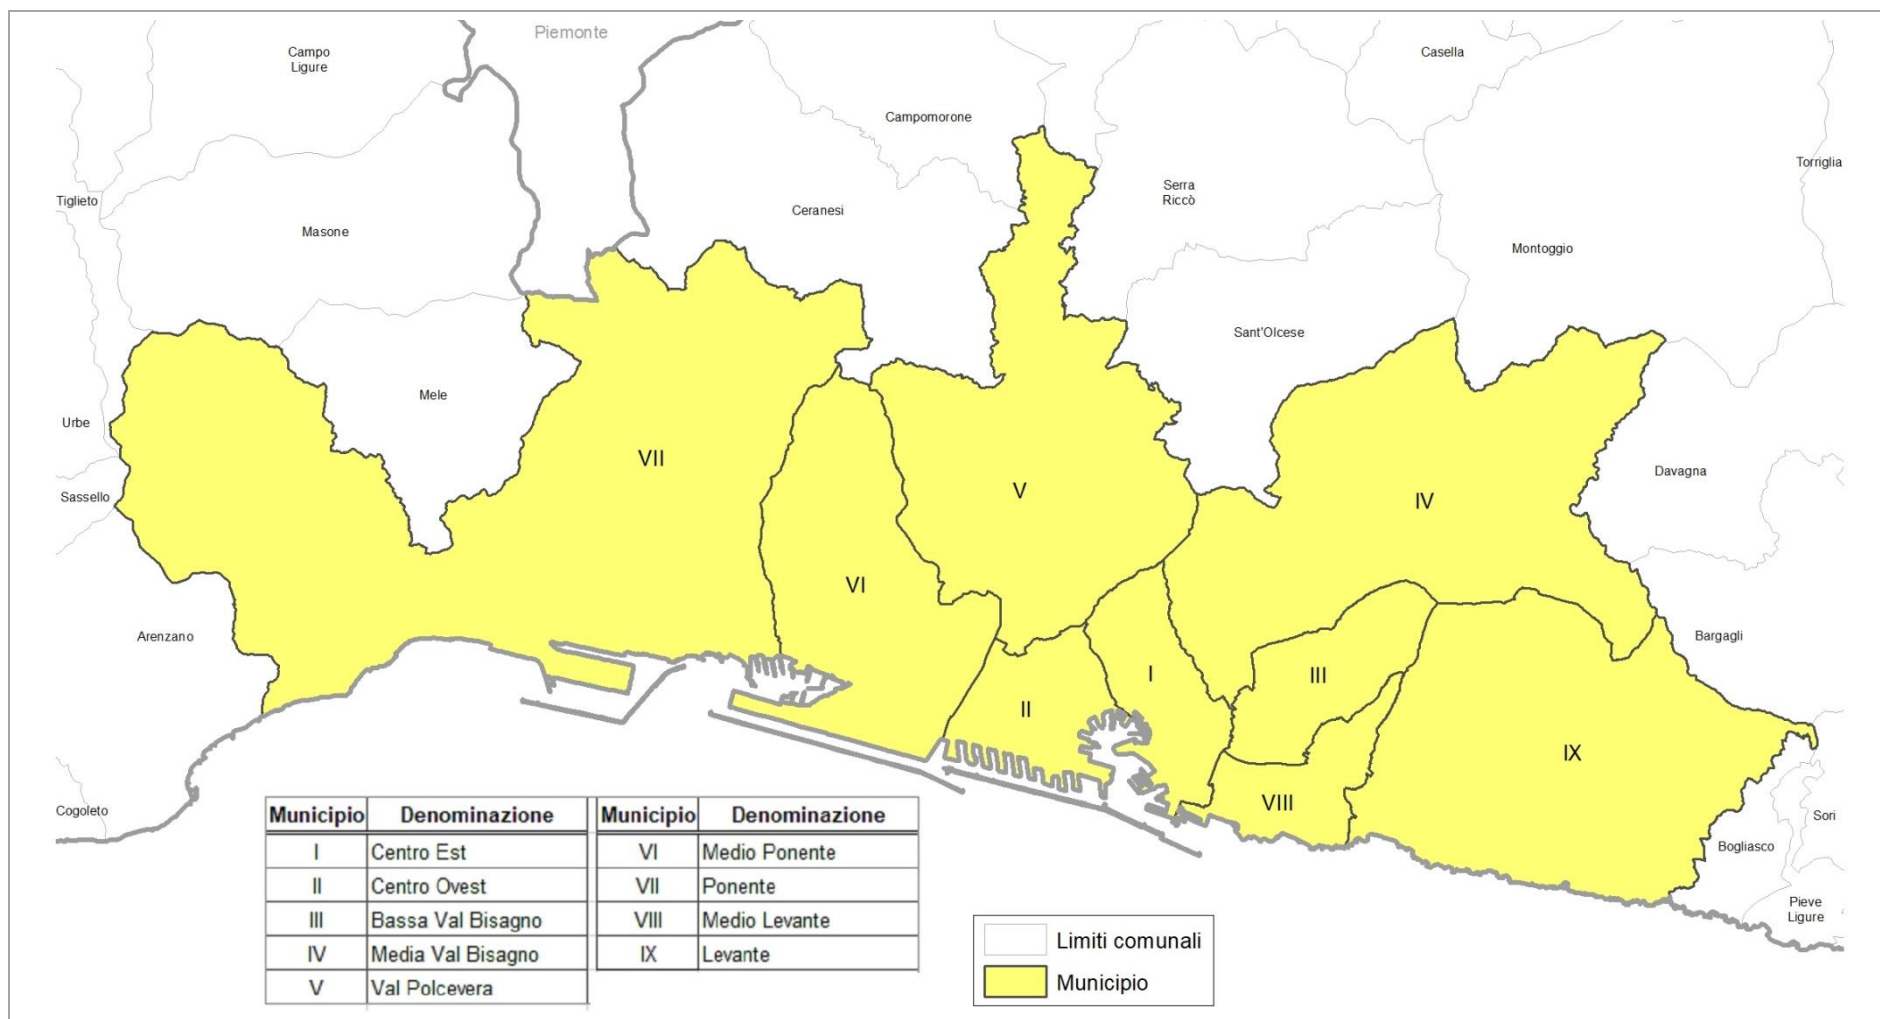 Piemonte
Campo
Ligure
Casella
Campomorone
Torriglia
Tiglieto
Serra
Riccò
Ceranesi
Masone
Montoggio
Sant'Olcese
Mele
Urbe
VII
Davagna
Sassello
V
IV
VI
Arenzano
Bargagli
I
III
II
IX
VIII
Cogoleto
Sori
Bogliasco
Pieve
Ligure
Municipio Denominazione Municipio Denominazione
I Centro Est VI Medio Ponente
II Centro Ovest VII Ponente
III Bassa Val Bisagno VIII Medio Levante
IV Media Val Bisagno IX Levante
V Val Polcevera
Limiti comunali
Municipio